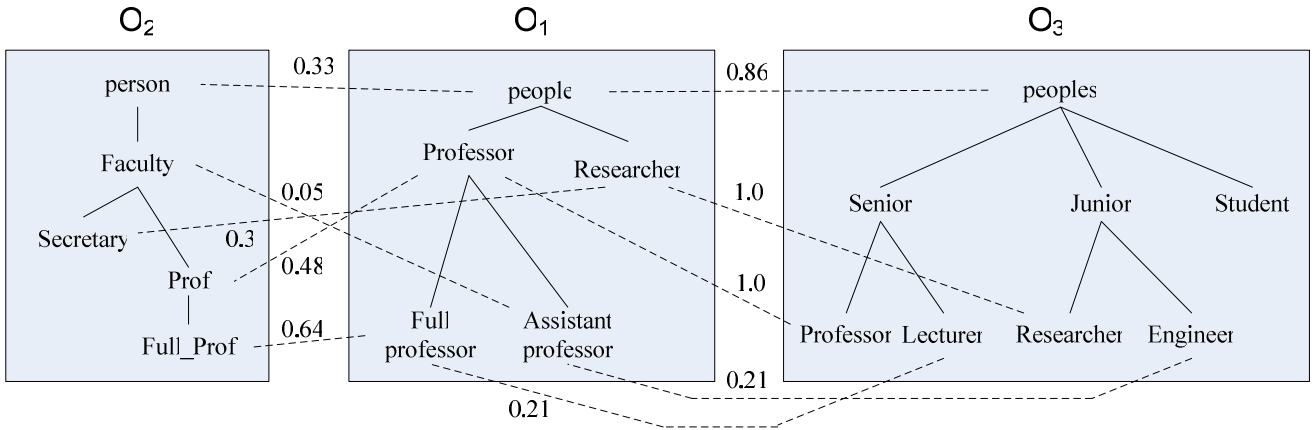 O2
O1
O3
person
0.33
people
0.86
peoples
Faculty
Professor
Researcher
0.05
1.0
Senior
Junior
Student
Secretary
0.3
Prof
0.48
1.0
Full_Prof
0.64
Full
professor
Assistant
professor
Professor
Lecturer
Researcher
Engineer
0.21
0.21